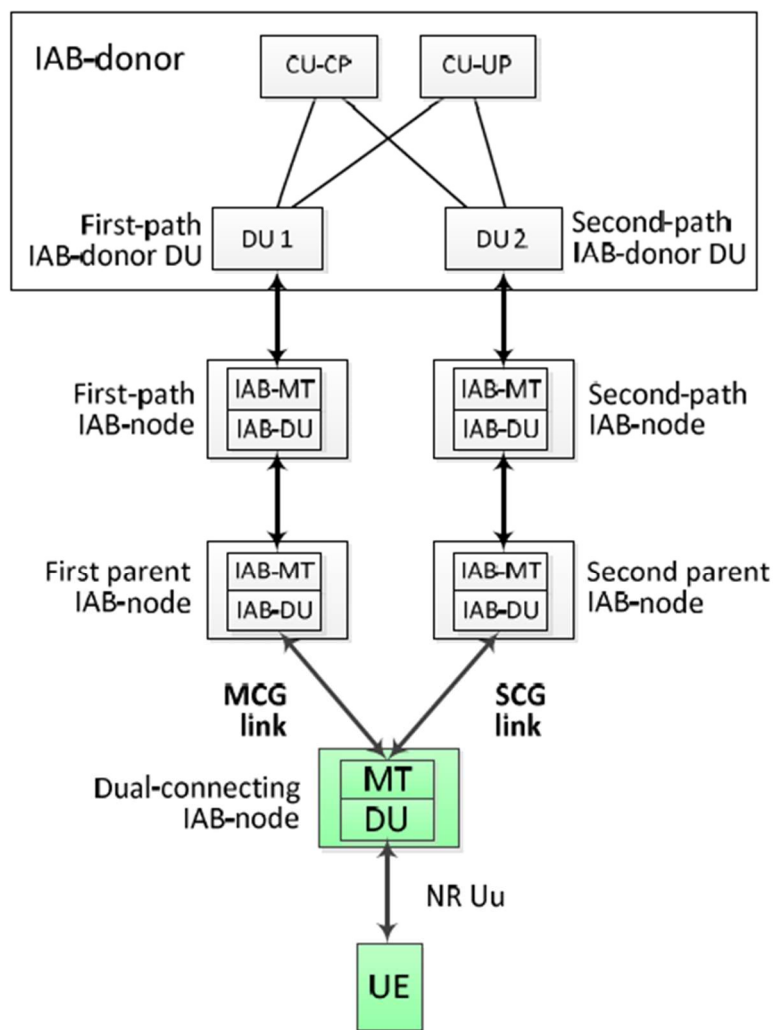 IAB-donor
CU-CP
CU-UP
First-path
IAB-donor DU
DU 1
DU 2
Second-path
IAB-donor DU
First-path
IAB-node
IAB-MT
IAB-DU
IAB-MT
IAB-DU
Second-path
IAB-node
First parent
IAB-node
IAB-MT
IAB-DU
IAB-MT
IAB-DU
Second parent
IAB-node
MCG
link
SCG
link
Dual-connecting
IAB-node
MT
DU
NR Uu
UE